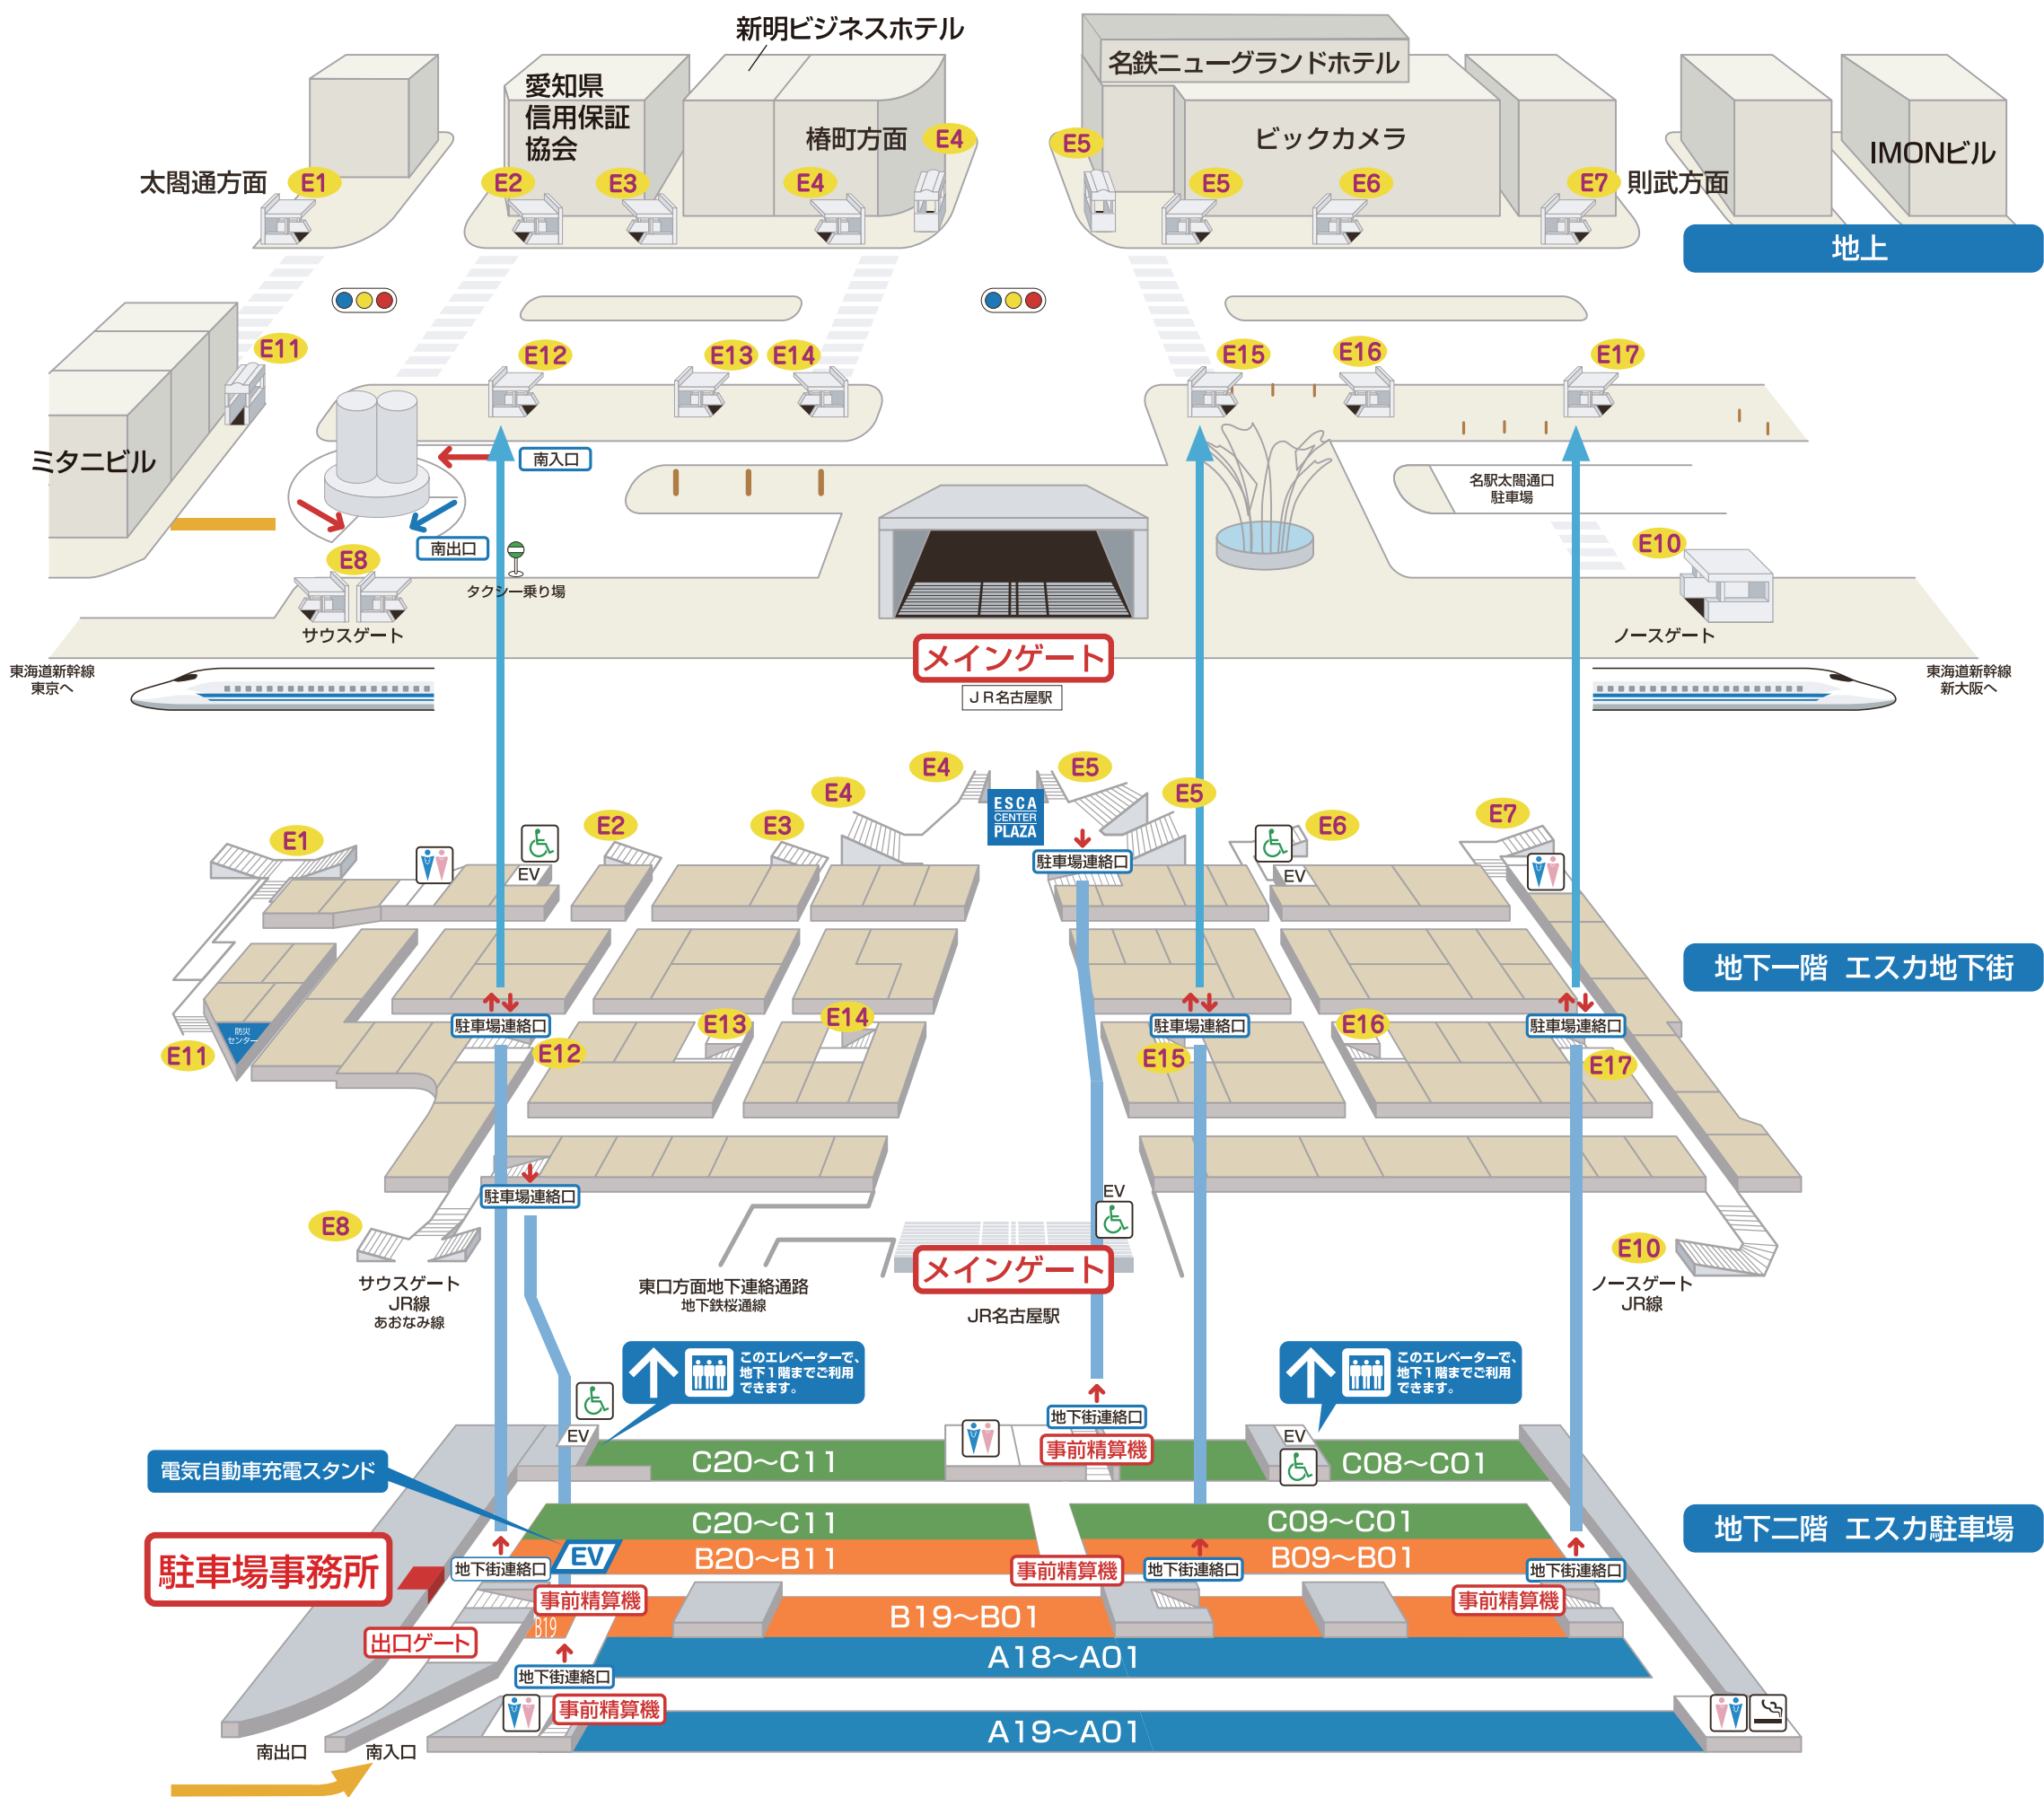 新明ビジネスホテル
名鉄ニューグランドホテル
愛知県
信用保証
協会
椿町方面
E4
E5
ビックカメラ
IMONビル
太閤通方面
E1
E2
E3
E4
E5
E6
E7
則武方面
地上
E11
E12
E13
E14
E15
E16
E17
ミタニビル
南入口
名駅太閤通口
駐車場
南出口
E8
タクシー乗り場
E10
サウスゲート
ノースゲート
メインゲート
JR名古屋駅
東海道新幹線
東京へ
東海道新幹線
新大阪へ
E4
E5
E4
E5
ESCA
CENTER
PLAZA
E1
E2
E3
E6
E7
EV
駐車場連絡口
EV
地下一階 エスカ地下街
防災
センター
E11
駐車場連絡口
E12
E13
E14
駐車場連絡口
E15
E16
駐車場連絡口
E17
駐車場連絡口
EV
E8
サウスゲート
JR線
あおなみ線
東口方面地下連絡通路
地下鉄桜通線
メインゲート
JR名古屋駅
E10
ノースゲート
JR線
このエレベーターで、
地下1階までご利用
できます。
このエレベーターで、
地下1階までご利用
できます。
地下街連絡口
事前精算機
EV
EV
C20〜C11
C08〜C01
電気自動車充電スタンド
C20〜C11
C09〜C01
地下二階 エスカ駐車場
EV
B20〜B11
B09〜B01
駐車場事務所
地下街連絡口
事前精算機
地下街連絡口
地下街連絡口
事前精算機
事前精算機
B19
B19〜B01
出口ゲート
A18〜A01
地下街連絡口
事前精算機
A19〜A01
南出口
南入口